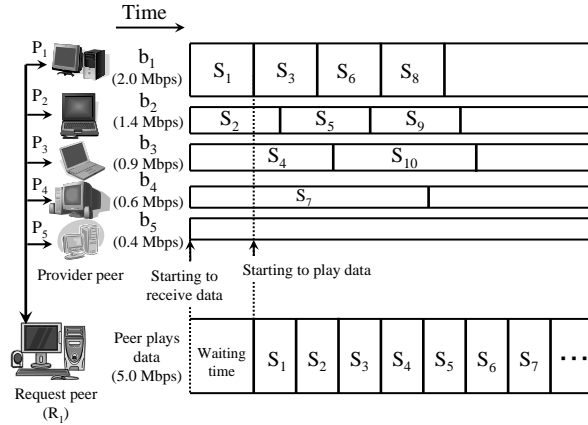 Time
P1 b1 (2.0 Mbps) S1 S3 S6 S8
P2 b2 (1.4 Mbps) S2 S5 S9
P3 b3 (0.9 Mbps) S4 S10
P4 b4 (0.6 Mbps) S7
P5 b5 (0.4 Mbps)
Provider peer
Starting to receive data
Starting to play data
Request peer (R1)
Peer plays data (5.0 Mbps)
Waiting time
S1 S2 S3 S4 S5 S6 S7 ···